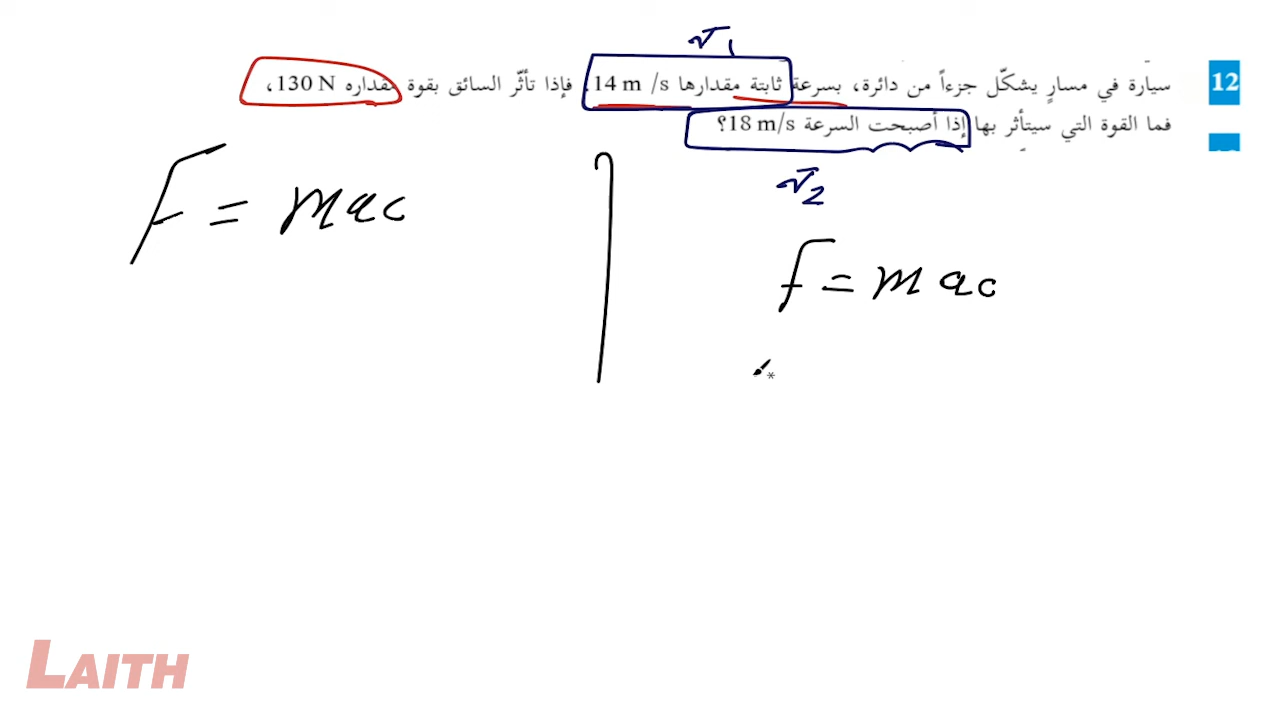 v₁
12 سيارة في مسارٍ يشكّل جزءاً من دائرة، بسرعة ثابتة مقدارها 14 m /s، فإذا تأثّر السائق بقوة مقداره 130 N،
فما القوة التي سيتأثر بها إذا أصبحت السرعة 18 m/s؟
v₂
F = mac
f = mac
LAITH